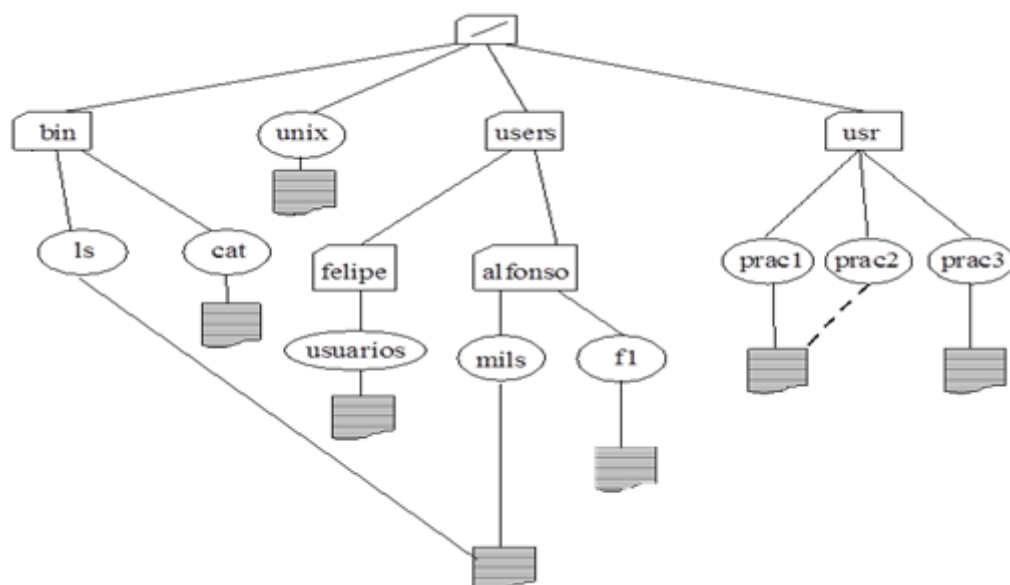 /
bin
unix
users
usr
ls
cat
felipe
alfonso
prac1
prac2
prac3
usuarios
mils
f1